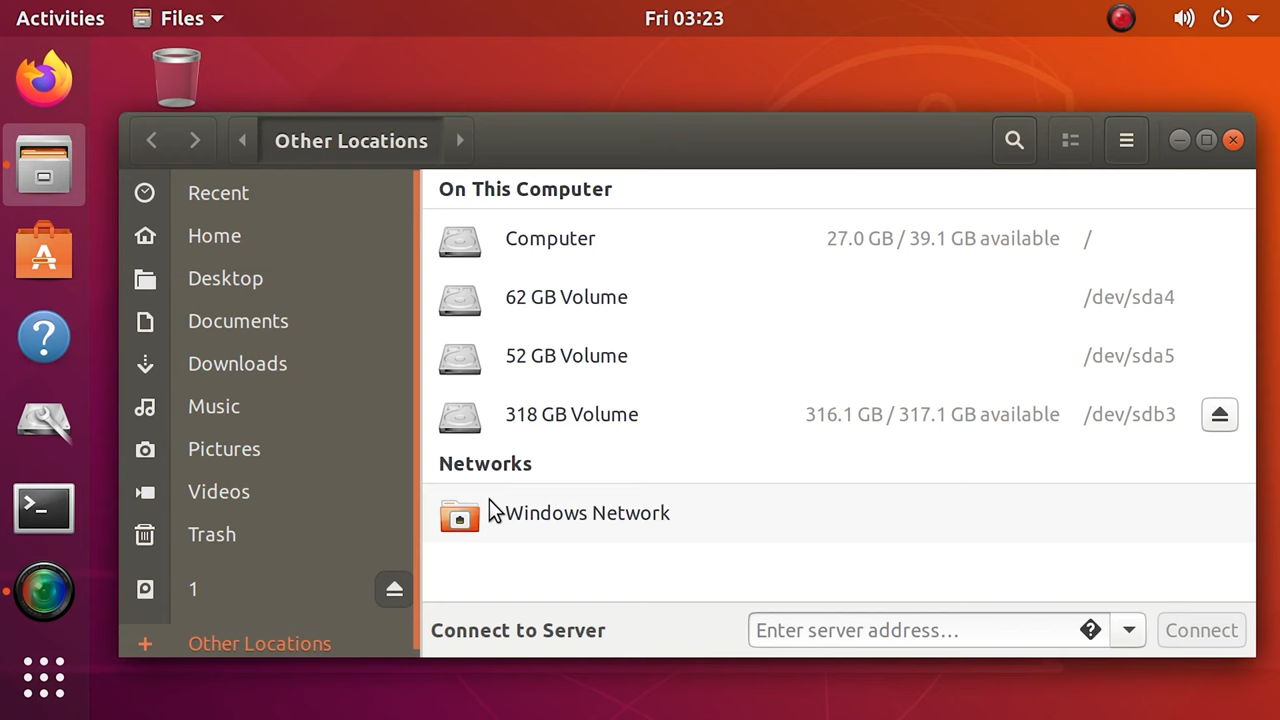 Activities Files Fri 03:23
Other Locations
Recent
Home
Desktop
Documents
Downloads
Music
Pictures
Videos
Trash
1
Other Locations
On This Computer
Computer 27.0 GB / 39.1 GB available /
62 GB Volume /dev/sda4
52 GB Volume /dev/sda5
318 GB Volume 316.1 GB / 317.1 GB available /dev/sdb3
Networks
Windows Network
Connect to Server Enter server address… Connect